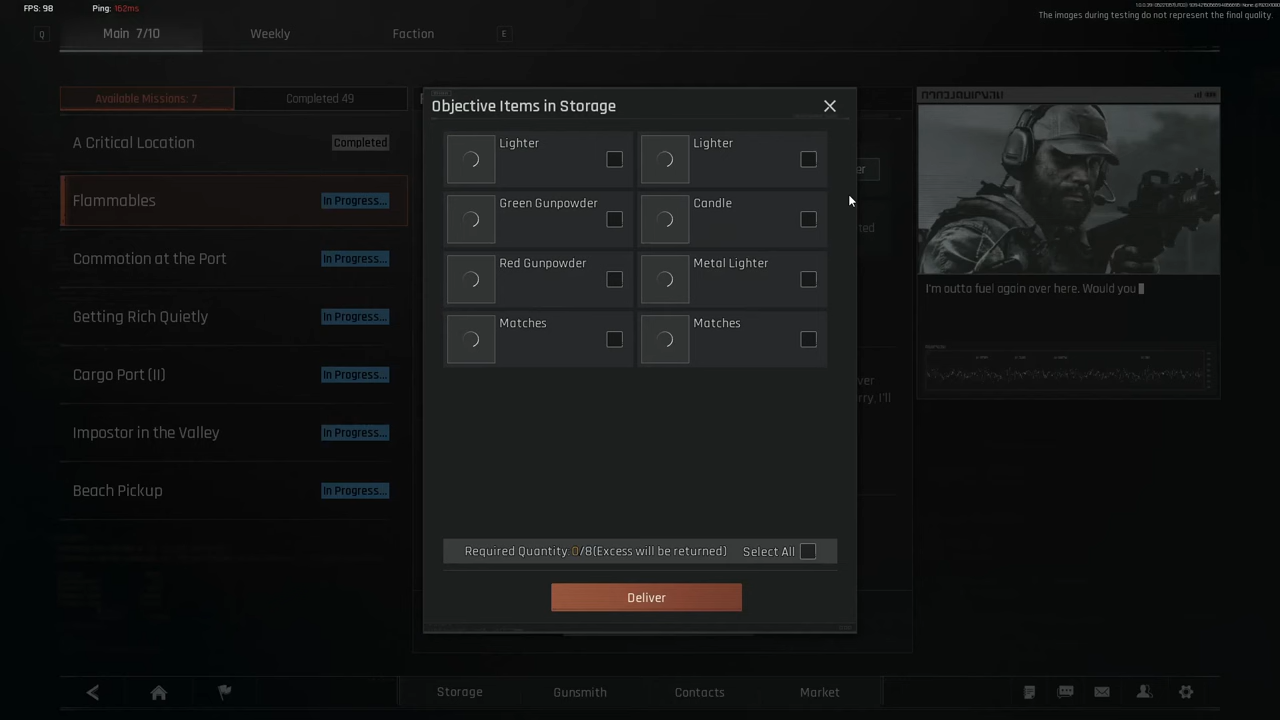 FPS: 98
Ping: 162ms
The images during testing do not represent the final quality.
Q
Main 7/10
Weekly
Faction
E
Available Missions: 7
Completed 49
A Critical Location
Completed
Flammables
In Progress...
Commotion at the Port
In Progress...
Getting Rich Quietly
In Progress...
Cargo Port (II)
In Progress...
Impostor in the Valley
In Progress...
Beach Pickup
In Progress...
Objective Items in Storage
Lighter
Lighter
Green Gunpowder
Candle
Red Gunpowder
Metal Lighter
Matches
Matches
Required Quantity. 0/8(Excess will be returned)
Select All
Deliver
I'm outta fuel again over here. Would you
Storage
Gunsmith
Contacts
Market